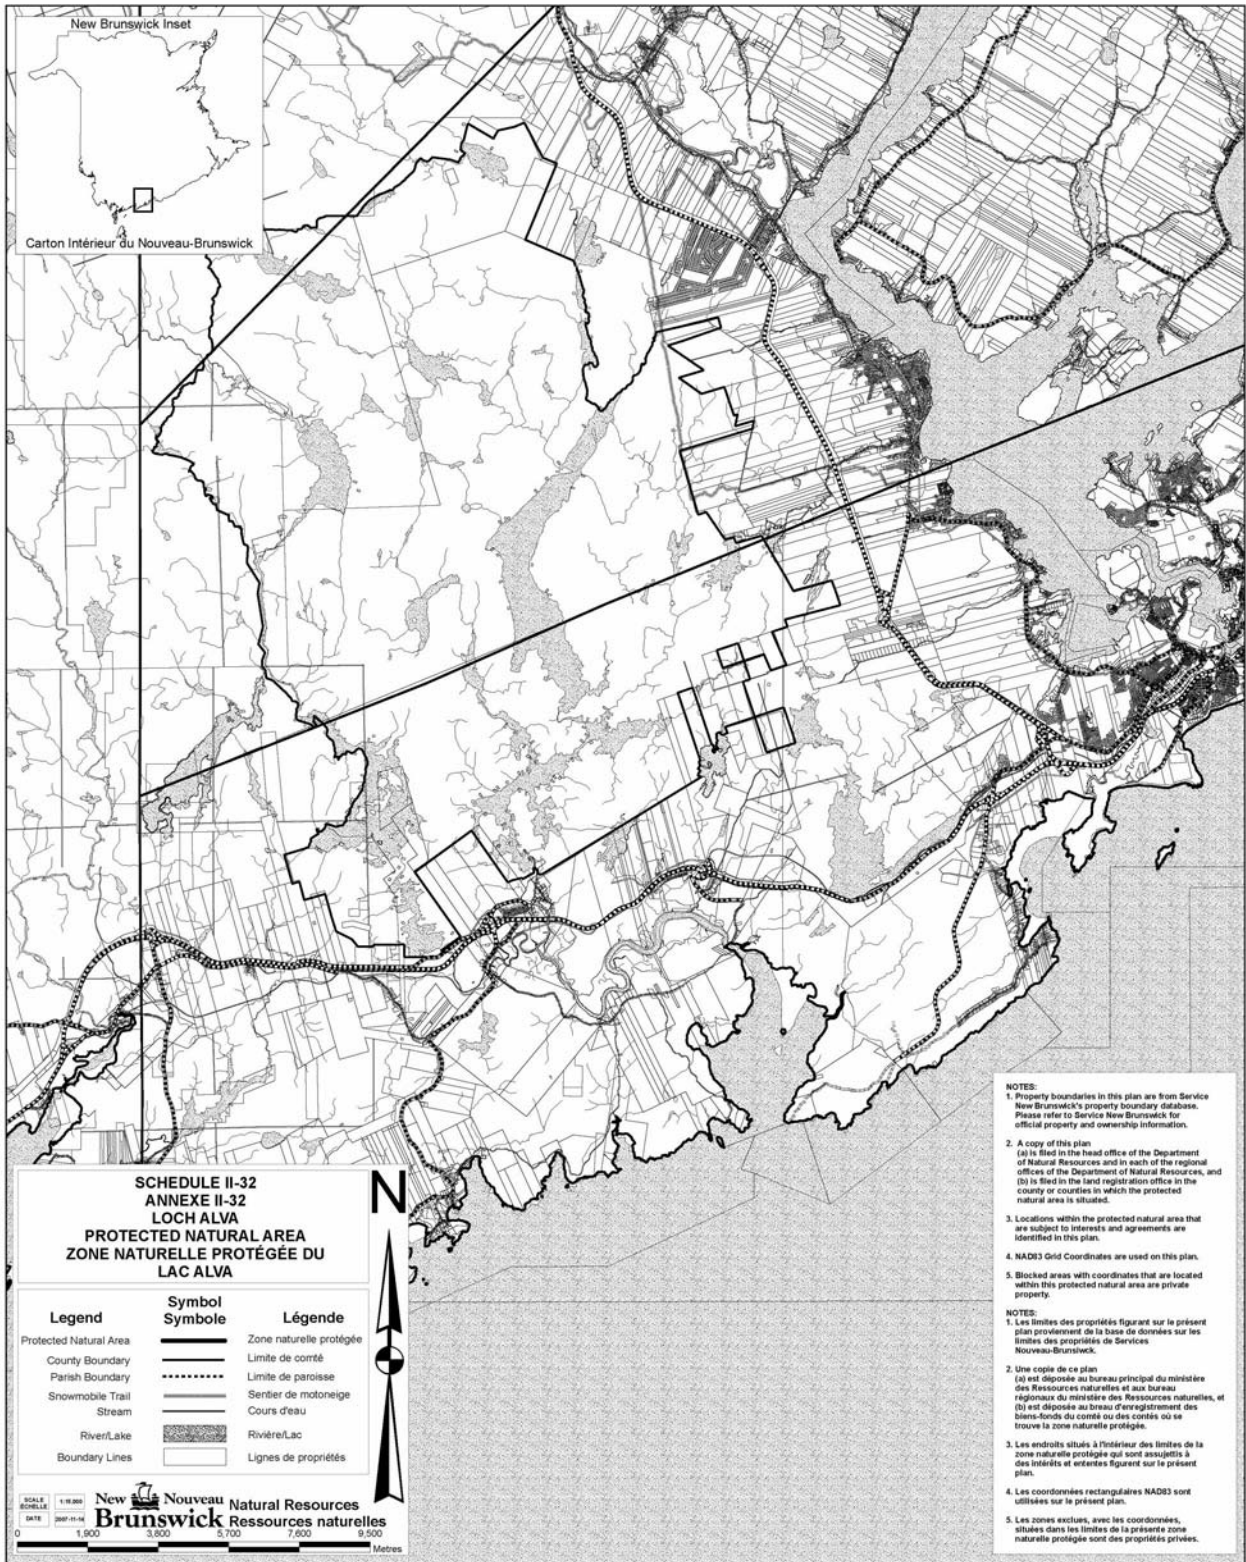 New Brunswick Inset
Carton Intérieur du Nouveau-Brunswick
NOTES:
1. Property boundaries in this plan are from Service
New Brunswick's property boundary database.
Please refer to Service New Brunswick for
official property and ownership information.
2. A copy of this plan
(a) is filed in the head office of the Department
of Natural Resources and in each of the regional
offices of the Department of Natural Resources, and
(b) is filed in the land registration office in the
county or counties in which the protected
natural area is situated.
3. Locations within the protected natural area that
are subject to interests and agreements are
identified in this plan.
4. NAD83 Grid Coordinates are used on this plan.
5. Blocked areas with coordinates that are located
within this protected natural area are private
property.
NOTES:
1. Les limites des propriétés figurant sur le présent
plan proviennent de la base de données sur les
limites des propriétés de Services
Nouveau-Brunsiwck.
2. Une copie de ce plan
(a) est déposée au bureau principal du ministère
des Ressources naturelles et aux bureau
régionaux du ministère des Ressources naturelles, et
(b) est déposée au breau d'enregistrement des
biens-fonds du comté ou des contés où se
trouve la zone naturelle protégée.
3. Les endroits situés à l'intérieur des limites de la
zone naturelle protégée qui sont assujettis à
des intérêts et ententes figurent sur le présent
plan.
4. Les coordonnées rectangulaires NAD83 sont
utilisées sur le présent plan.
5. Les zones exclues, avec les coordonnées,
situées dans les limites de la présente zone
naturelle protégée sont des propriétés privées.
SCHEDULE II-32
ANNEXE II-32
LOCH ALVA
PROTECTED NATURAL AREA
ZONE NATURELLE PROTÉGÉE DU
LAC ALVA
N
Legend Symbol Symbole Légende
Protected Natural Area Zone naturelle protégée
County Boundary Limite de comté
Parish Boundary Limite de paroisse
Snowmobile Trail Sentier de motoneige
Stream Cours d'eau
River/Lake Rivière/Lac
Boundary Lines Lignes de propriétés
SCALE ÉCHELLE
DATE 2007-11-14
New Nouveau Brunswick
Natural Resources
Ressources naturelles
0 1,900 3,800 5,700 7,600 9,500
Metres